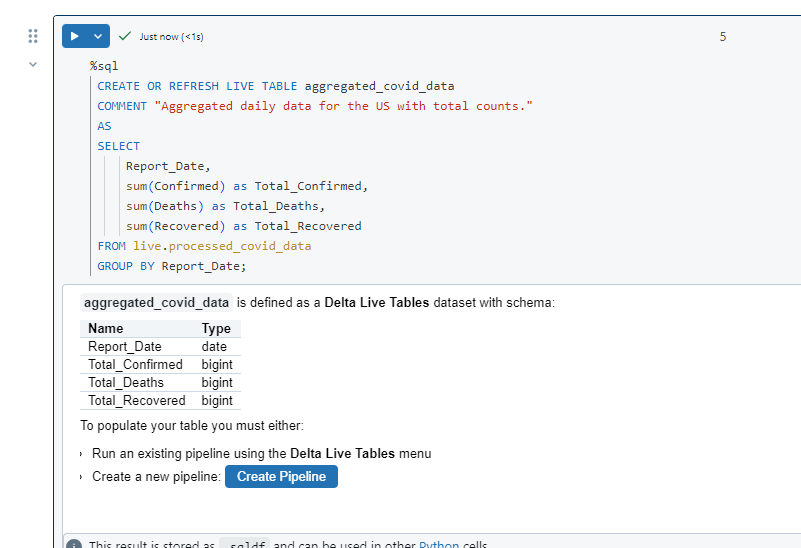 Just now (<1s)
5
%sql
CREATE OR REFRESH LIVE TABLE aggregated_covid_data
COMMENT "Aggregated daily data for the US with total counts."
AS
SELECT
Report_Date,
sum(Confirmed) as Total_Confirmed,
sum(Deaths) as Total_Deaths,
sum(Recovered) as Total_Recovered
FROM live.processed_covid_data
GROUP BY Report_Date;
aggregated_covid_data is defined as a Delta Live Tables dataset with schema:
Name Type
Report_Date date
Total_Confirmed bigint
Total_Deaths bigint
Total_Recovered bigint
To populate your table you must either:
Run an existing pipeline using the Delta Live Tables menu
Create a new pipeline: Create Pipeline
This result is stored as _sqldf and can be used in other Python cells